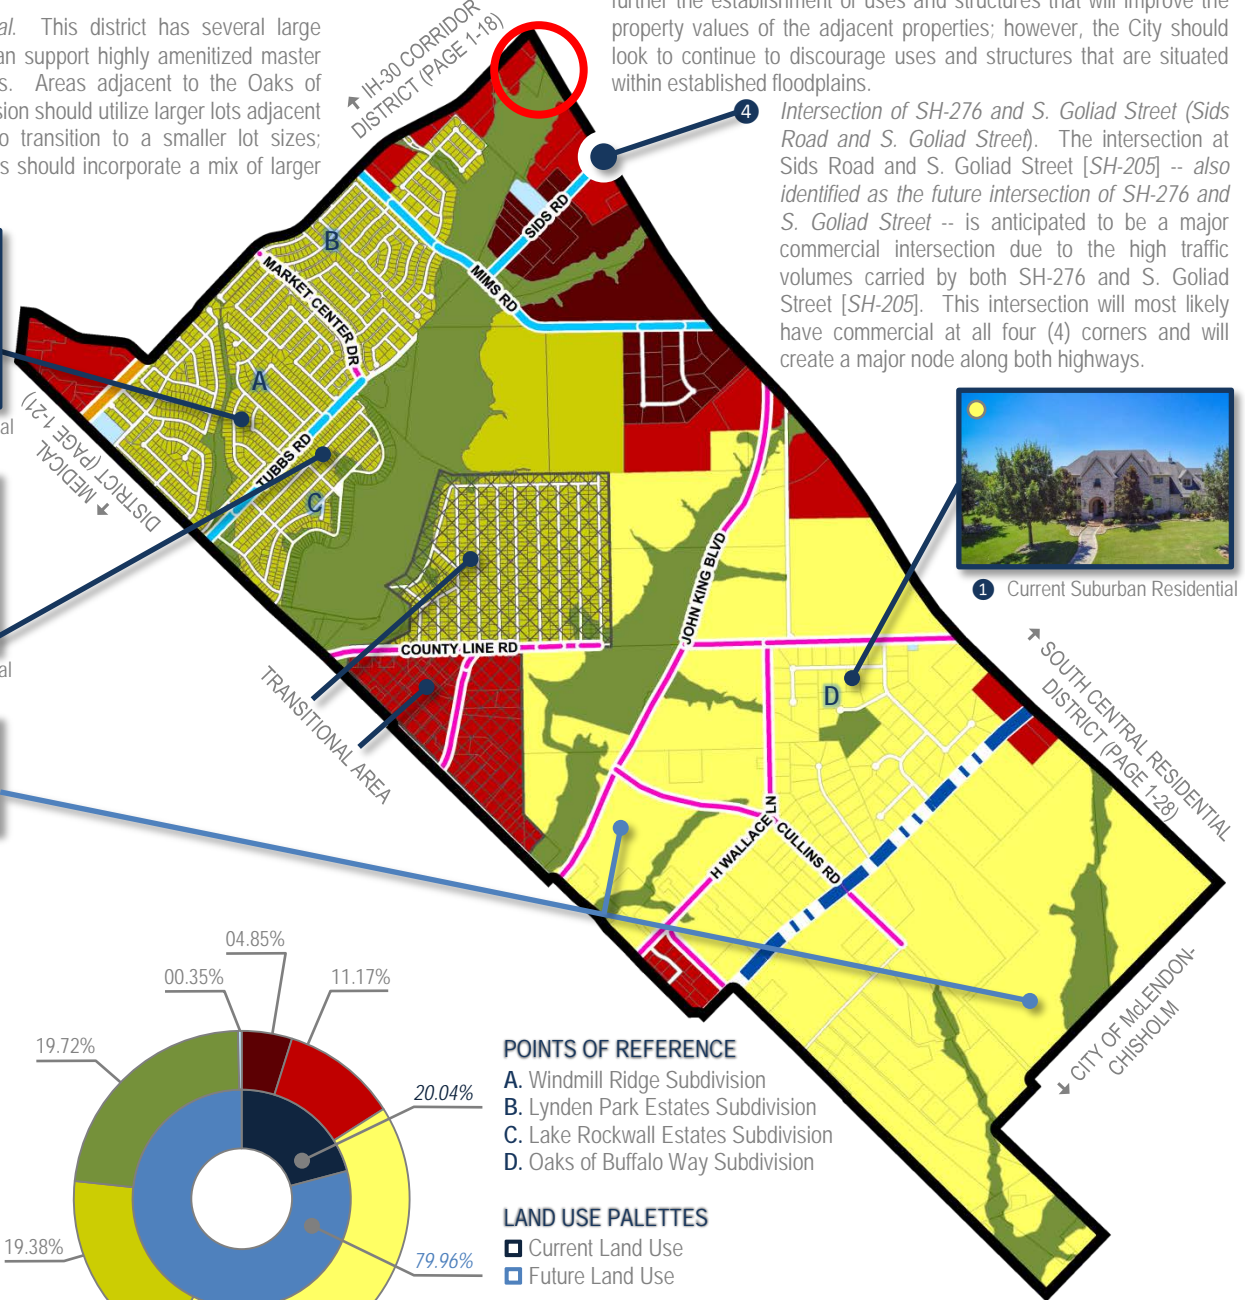 al. This district has several large
an support highly amenitized master
s. Areas adjacent to the Oaks of
sion should utilize larger lots adjacent
o transition to a smaller lot sizes;
s should incorporate a mix of larger
further the establishment of uses and structures that will improve the
property values of the adjacent properties; however, the City should
look to continue to discourage uses and structures that are situated
within established floodplains.
4 Intersection of SH-276 and S. Goliad Street (Sids
Road and S. Goliad Street). The intersection at
Sids Road and S. Goliad Street [SH-205] -- also
identified as the future intersection of SH-276 and
S. Goliad Street -- is anticipated to be a major
commercial intersection due to the high traffic
volumes carried by both SH-276 and S. Goliad
Street [SH-205]. This intersection will most likely
have commercial at all four (4) corners and will
create a major node along both highways.
IH-30 CORRIDOR
DISTRICT (PAGE 1-18)
4
SIDS RD
MIMS RD
B
MARKET CENTER DR
A
TUBBS RD
C
MEDICAL
DISTRICT (PAGE 1-21)
al
al
JOHN KING BLVD
COUNTY LINE RD
TRANSITIONAL AREA
D
1 Current Suburban Residential
SOUTH CENTRAL RESIDENTIAL
DISTRICT (PAGE 1-28)
H WALLACE LN
CULLINS RD
CITY OF McLENDON-
CHISHOLM
04.85%
00.35%
11.17%
19.72%
20.04%
19.38%
79.96%
POINTS OF REFERENCE
A. Windmill Ridge Subdivision
B. Lynden Park Estates Subdivision
C. Lake Rockwall Estates Subdivision
D. Oaks of Buffalo Way Subdivision
LAND USE PALETTES
Current Land Use
Future Land Use